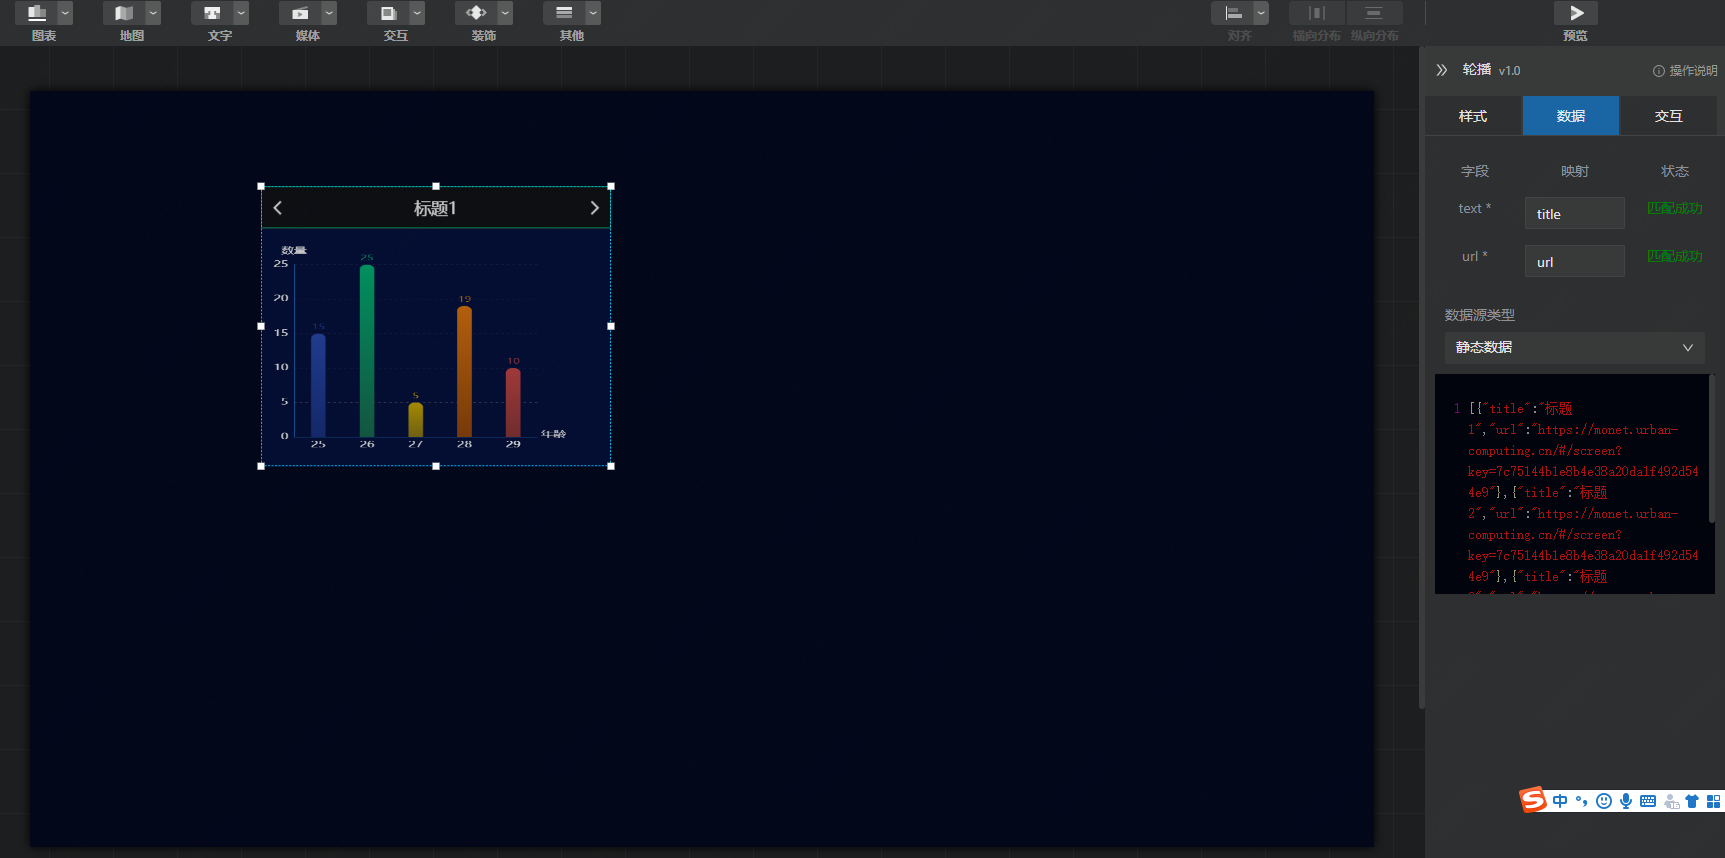 图表
地图
文字
媒体
交互
装饰
其他
对齐
横向分布
纵向分布
预览
轮播 v1.0
操作说明
样式
数据
交互
字段
映射
状态
text *
title
匹配成功
url *
url
匹配成功
数据源类型
静态数据
1 [{"title":"标题
1","url":"https://monet.urban-
computing.cn/#/screen?
key=7c75144b1e8b4e38a20da1f492d54
4e9"},{"title":"标题
2","url":"https://monet.urban-
computing.cn/#/screen?
key=7c75144b1e8b4e38a20da1f492d54
4e9"},{"title":"标题
标题1
数量
25
20
15
10
5
0
15
25
5
19
10
25
26
27
28
29
年龄
S 中